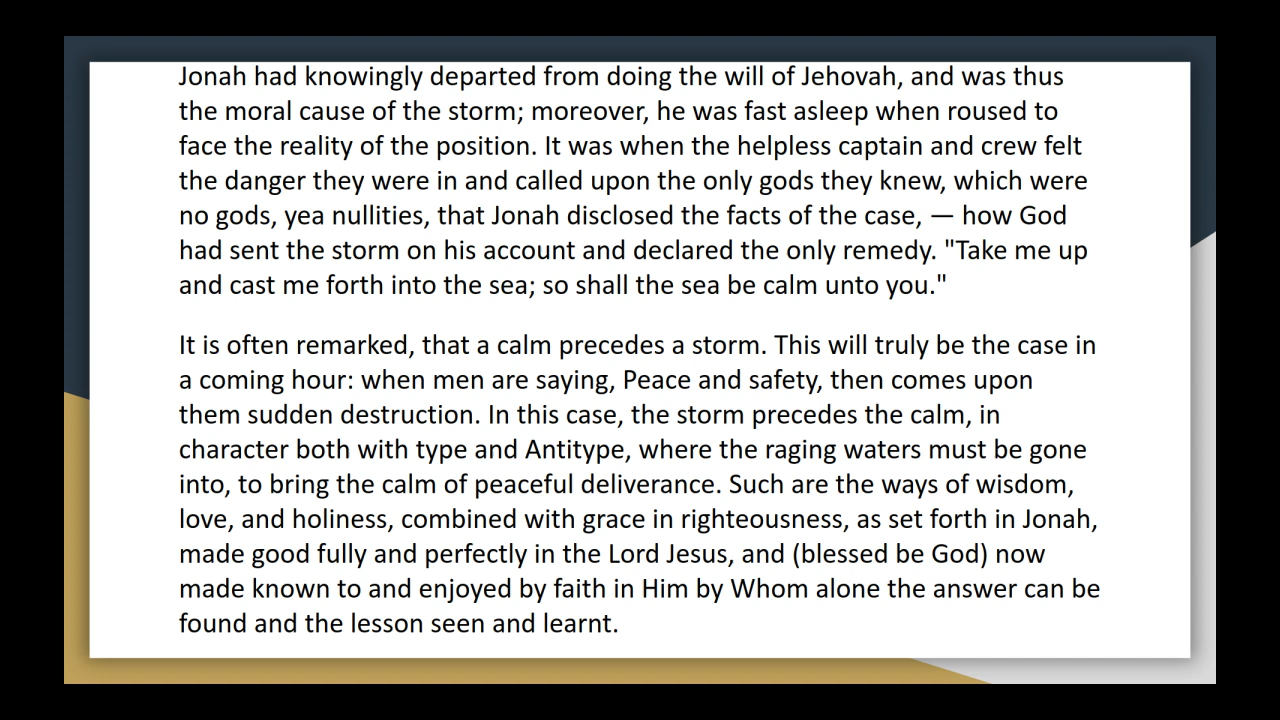 Jonah had knowingly departed from doing the will of Jehovah, and was thus
the moral cause of the storm; moreover, he was fast asleep when roused to
face the reality of the position. It was when the helpless captain and crew felt
the danger they were in and called upon the only gods they knew, which were
no gods, yea nullities, that Jonah disclosed the facts of the case, — how God
had sent the storm on his account and declared the only remedy. "Take me up
and cast me forth into the sea; so shall the sea be calm unto you."
It is often remarked, that a calm precedes a storm. This will truly be the case in
a coming hour: when men are saying, Peace and safety, then comes upon
them sudden destruction. In this case, the storm precedes the calm, in
character both with type and Antitype, where the raging waters must be gone
into, to bring the calm of peaceful deliverance. Such are the ways of wisdom,
love, and holiness, combined with grace in righteousness, as set forth in Jonah,
made good fully and perfectly in the Lord Jesus, and (blessed be God) now
made known to and enjoyed by faith in Him by Whom alone the answer can be
found and the lesson seen and learnt.